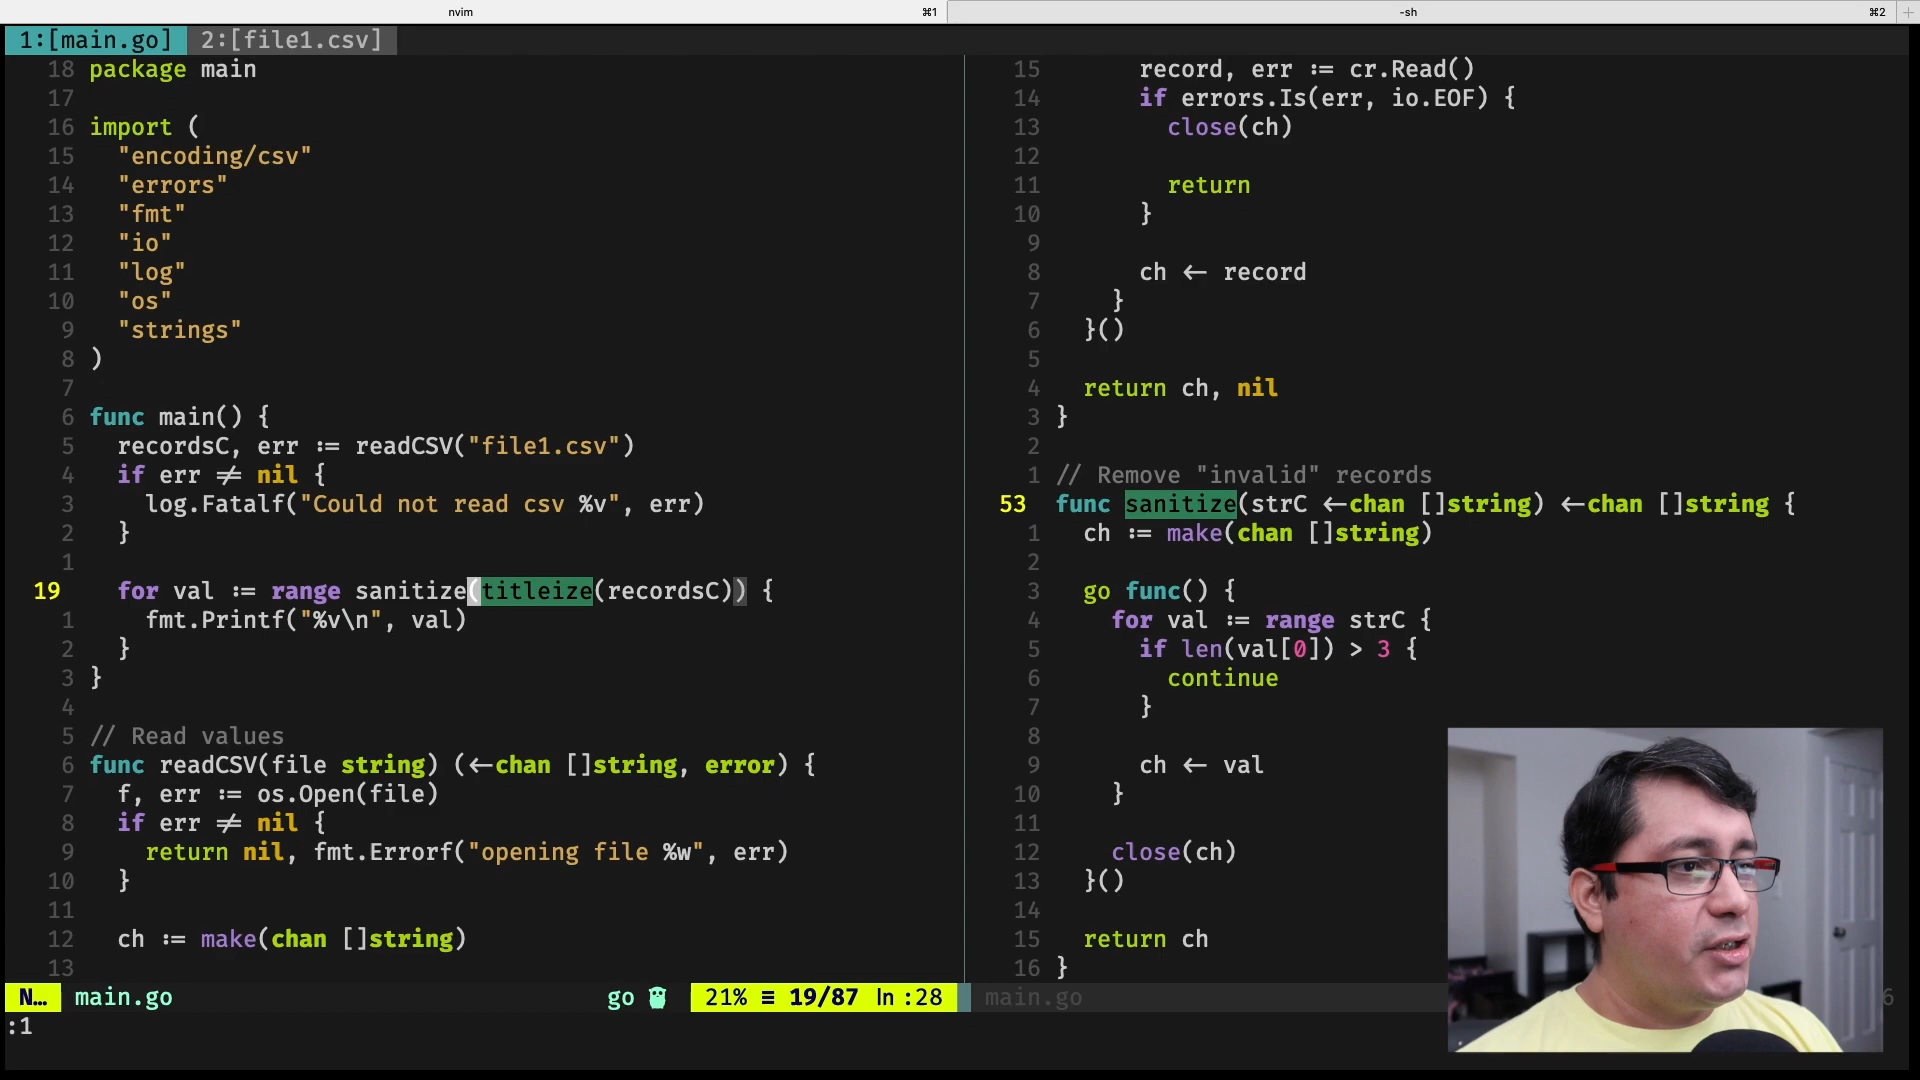 nvim ⌘1 -sh ⌘2 +
1:[main.go] 2:[file1.csv]
18 package main
17
16 import (
15 "encoding/csv"
14 "errors"
13 "fmt"
12 "io"
11 "log"
10 "os"
9 "strings"
8 )
7
6 func main() {
5 recordsC, err := readCSV("file1.csv")
4 if err ≠ nil {
3 log.Fatalf("Could not read csv %v", err)
2 }
1
19 for val := range sanitize(titleize(recordsC)) {
1 fmt.Printf("%v\n", val)
2 }
3 }
4
5 // Read values
6 func readCSV(file string) (←chan []string, error) {
7 f, err := os.Open(file)
8 if err ≠ nil {
9 return nil, fmt.Errorf("opening file %w", err)
10 }
11
12 ch := make(chan []string)
13
N… main.go go 21% ≡ 19/87 ln :28
:1
15 record, err := cr.Read()
14 if errors.Is(err, io.EOF) {
13 close(ch)
12
11 return
10 }
9
8 ch ← record
7 }
6 }()
5
4 return ch, nil
3 }
2
1 // Remove "invalid" records
53 func sanitize(strC ←chan []string) ←chan []string {
1 ch := make(chan []string)
2
3 go func() {
4 for val := range strC {
5 if len(val[0]) > 3 {
6 continue
7 }
8
9 ch ← val
10 }
11
12 close(ch)
13 }()
14
15 return ch
16 }
main.go 6